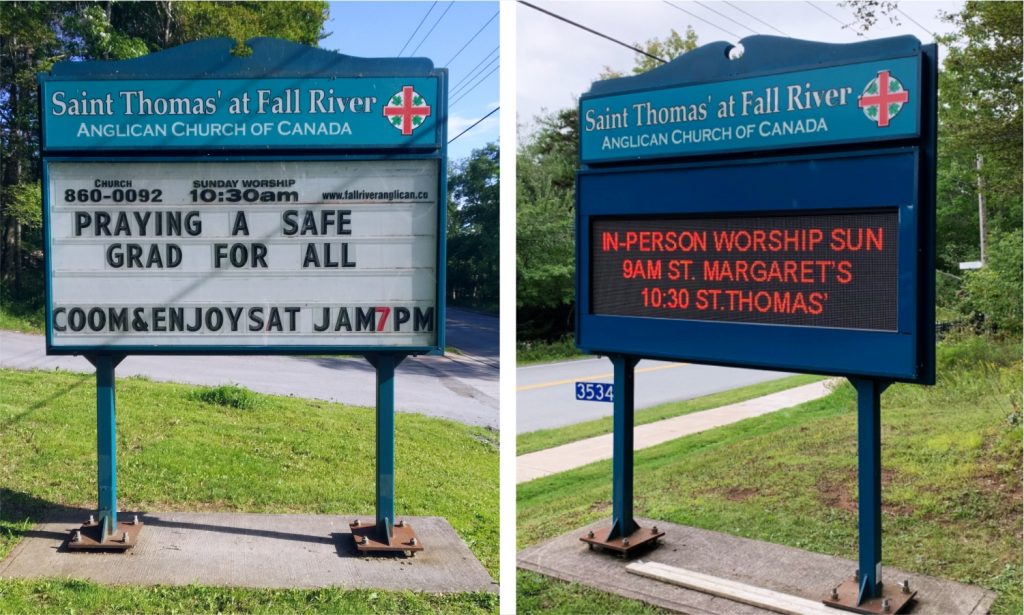 Saint Thomas' at Fall River
ANGLICAN CHURCH OF CANADA
CHURCH
860-0092
SUNDAY WORSHIP
10:30am
www.fallriveranglican.co
PRAYING A SAFE
GRAD FOR ALL
COOM&ENJOYSAT JAM7PM
Saint Thomas' at Fall River
ANGLICAN CHURCH OF CANADA
IN-PERSON WORSHIP SUN
9AM ST. MARGARET'S
10:30 ST.THOMAS'
3534